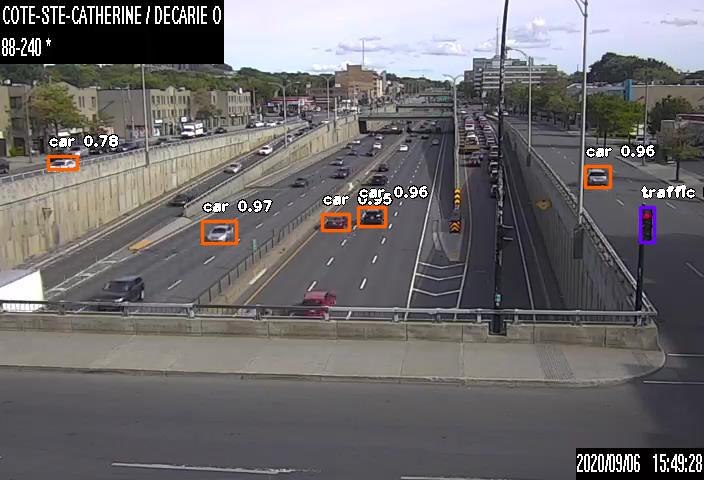 COTE-STE-CATHERINE / DECARIE O
88-240 *
car 0.78
car 0.96
traffic
car 0.96
car 0.95
car 0.97
2020/09/06 15:49:28